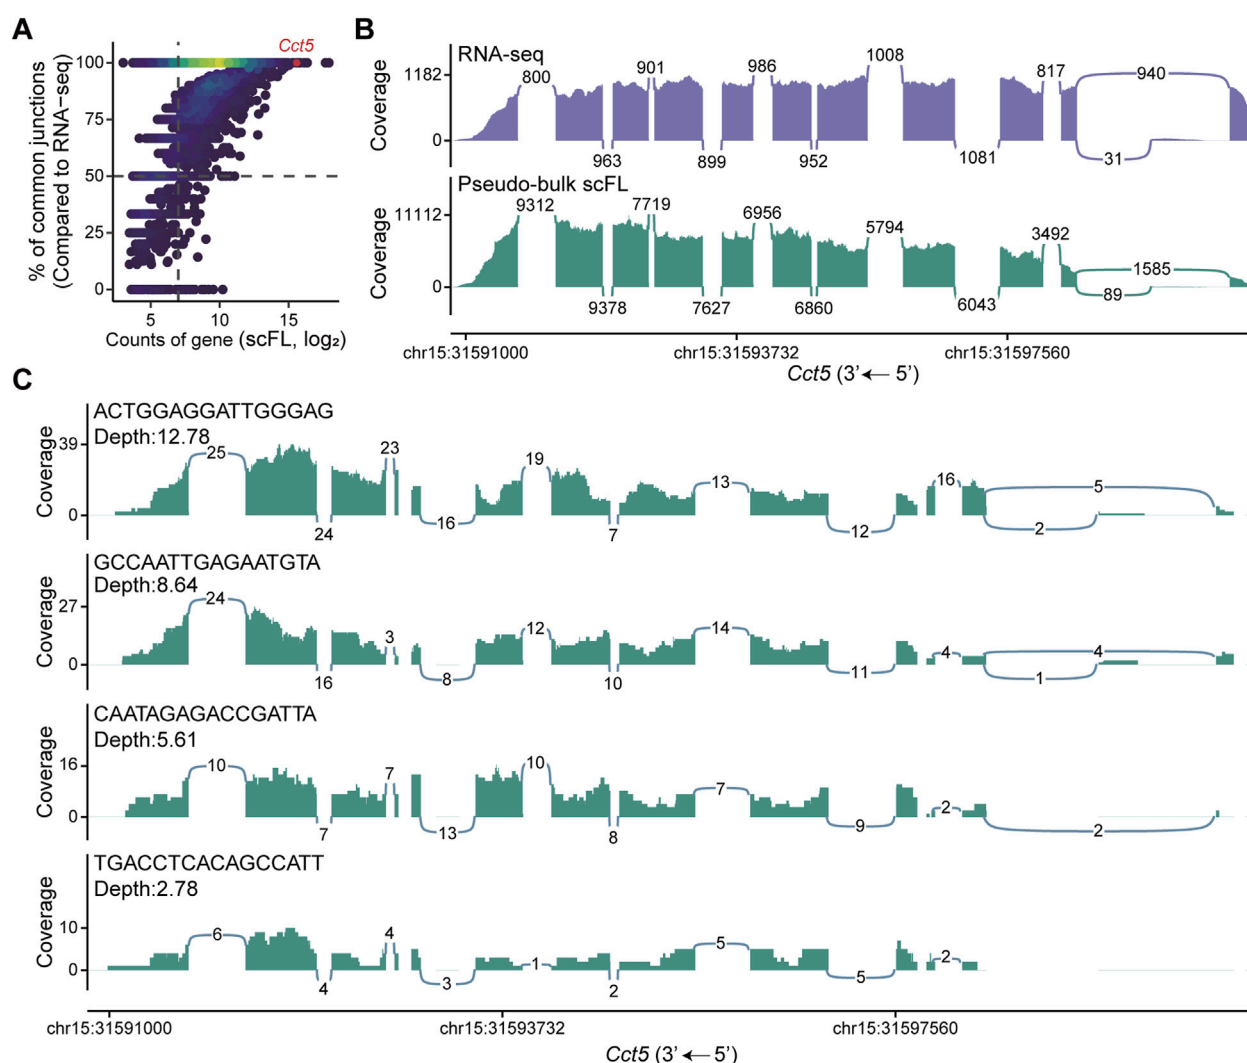 A
% of common junctions
(Compared to RNA−seq)
100
75
50
25
0
Cct5
5
10
15
Counts of gene (scFL, log₂)
B
RNA-seq
Coverage
1182
0
800
901
986
1008
817
940
963
899
952
1081
31
Pseudo-bulk scFL
Coverage
11112
0
9312
7719
6956
5794
3492
1585
9378
7627
6860
6043
89
chr15:31591000
chr15:31593732
chr15:31597560
Cct5 (3’ ← 5’)
C
ACTGGAGGATTGGGAG
Depth:12.78
Coverage
39
0
25
23
19
13
16
5
24
16
7
12
2
GCCAATTGAGAATGTA
Depth:8.64
Coverage
27
0
24
3
12
14
4
4
16
8
10
11
1
CAATAGAGACCGATTA
Depth:5.61
Coverage
16
0
10
7
10
7
2
7
13
8
9
2
TGACCTCACAGCCATT
Depth:2.78
Coverage
10
0
6
4
1
5
2
4
3
2
5
chr15:31591000
chr15:31593732
chr15:31597560
Cct5 (3’ ← 5’)